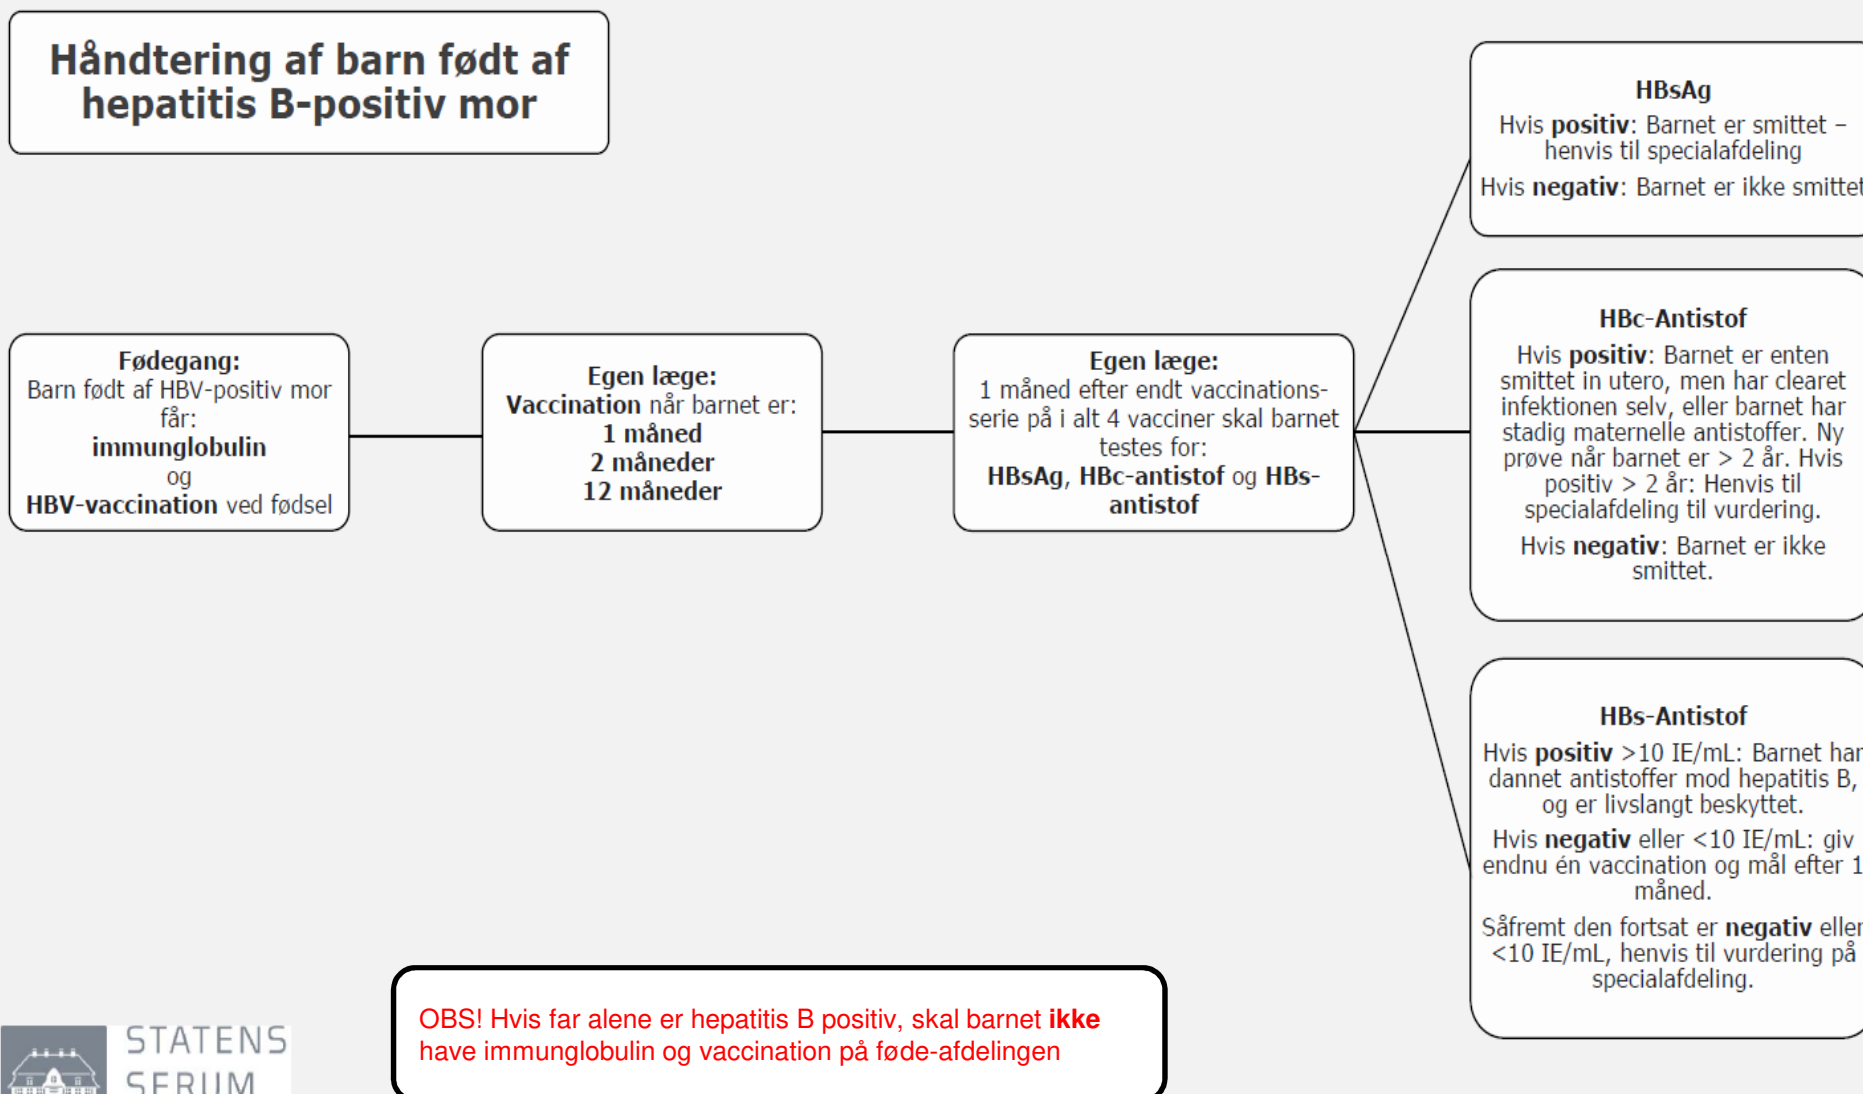 Håndtering af barn født af
hepatitis B-positiv mor
Fødegang:
Barn født af HBV-positiv mor
får:
immunglobulin
og
HBV-vaccination ved fødsel
Egen læge:
Vaccination når barnet er:
1 måned
2 måneder
12 måneder
Egen læge:
1 måned efter endt vaccinations-
serie på i alt 4 vacciner skal barnet
testes for:
HBsAg, HBc-antistof og HBs-
antistof
HBsAg
Hvis positiv: Barnet er smittet –
henvis til specialafdeling
Hvis negativ: Barnet er ikke smittet
HBc-Antistof
Hvis positiv: Barnet er enten
smittet in utero, men har clearet
infektionen selv, eller barnet har
stadig maternelle antistoffer. Ny
prøve når barnet er > 2 år. Hvis
positiv > 2 år: Henvis til
specialafdeling til vurdering.
Hvis negativ: Barnet er ikke
smittet.
HBs-Antistof
Hvis positiv >10 IE/mL: Barnet har
dannet antistoffer mod hepatitis B,
og er livslangt beskyttet.
Hvis negativ eller <10 IE/mL: giv
endnu én vaccination og mål efter 1
måned.
Såfremt den fortsat er negativ eller
<10 IE/mL, henvis til vurdering på
specialafdeling.
OBS! Hvis far alene er hepatitis B positiv, skal barnet ikke
have immunglobulin og vaccination på føde-afdelingen
STATENS
SERUM